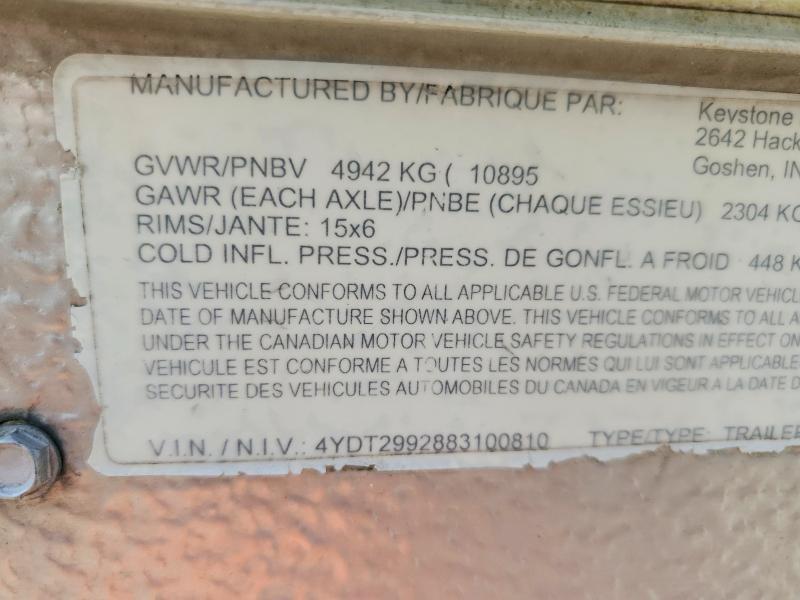 MANUFACTURED BY/FABRIQUE PAR: Keystone
2642 Hack
Goshen, IN
GVWR/PNBV 4942 KG ( 10895
GAWR (EACH AXLE)/PNBE (CHAQUE ESSIEU) 2304 KG
RIMS/JANTE: 15x6
COLD INFL. PRESS./PRESS. DE GONFL. A FROID 448 K
THIS VEHICLE CONFORMS TO ALL APPLICABLE U.S. FEDERAL MOTOR VEHICL
DATE OF MANUFACTURE SHOWN ABOVE. THIS VEHICLE CONFORMS TO ALL A
UNDER THE CANADIAN MOTOR VEHICLE SAFETY REGULATIONS IN EFFECT ON
VEHICULE EST CONFORME A TOUTES LES NORMES QUI LUI SONT APPLICABLE
SECURITE DES VEHICULES AUTOMOBILES DU CANADA EN VIGEUR A LA DATE D
V.I.N. / N.I.V.: 4YDT2992883100810 TYPE/TYPE: TRAILER